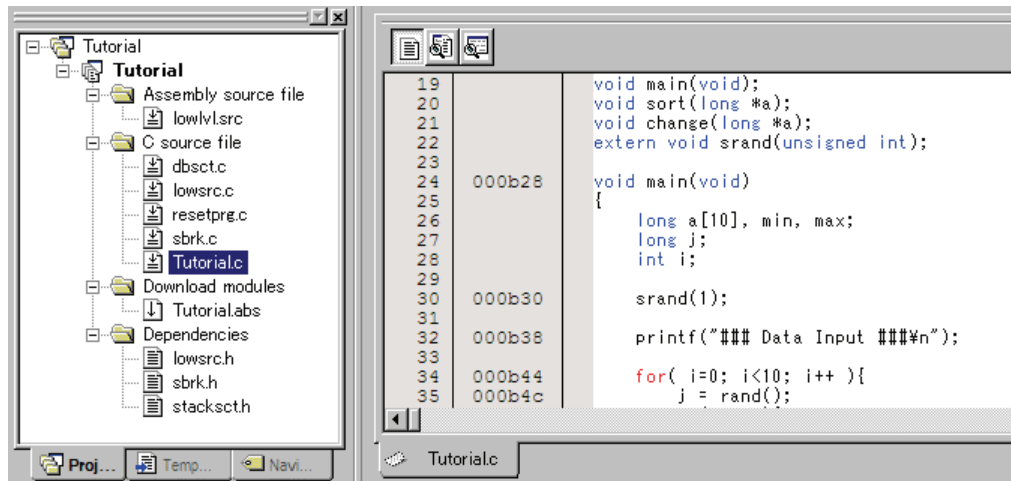 Tutorial
Tutorial
Assembly source file
lowlvl.src
C source file
dbsct.c
lowsrc.c
resetprg.c
sbrk.c
Tutorial.c
Download modules
Tutorial.abs
Dependencies
lowsrc.h
sbrk.h
stacksct.h
Proj...
Temp...
Navi...
19 void main(void);
20 void sort(long *a);
21 void change(long *a);
22 extern void srand(unsigned int);
23
24 000b28 void main(void)
25 {
26 long a[10], min, max;
27 long j;
28 int i;
29
30 000b30 srand(1);
31
32 000b38 printf("### Data Input ###¥n");
33
34 000b44 for( i=0; i<10; i++ ){
35 000b4c j = rand();
Tutorial.c